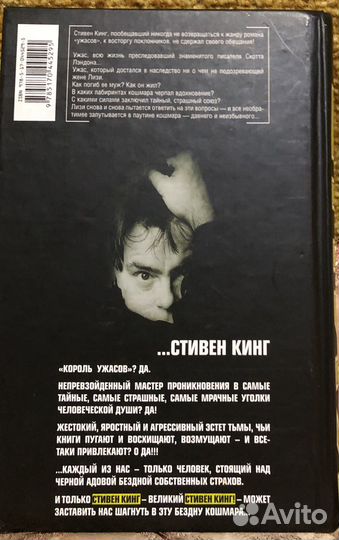 Стивен Кинг, пообещавший никогда не возвращаться к жанру романа
«ужасов», к восторгу поклонников, не сдержал своего обещания!
Ужас, всю жизнь преследовавший знаменитого писателя Скотта
Лэндона...
Ужас, который достался в наследство ни о чем не подозревающей
жене Лизи.
Как погиб ее муж? Как он жил?
В каких лабиринтах кошмара черпал вдохновение?
С какими силами заключил тайный, страшный союз?
Лизи снова и снова пытается ответить на эти вопросы — и все необра-
тимее запутывается в паутине кошмара — давнего и неизбывного...
9785170445295
...СТИВЕН КИНГ
«КОРОЛЬ УЖАСОВ»? ДА.
НЕПРЕВЗОЙДЕННЫЙ МАСТЕР ПРОНИКНОВЕНИЯ В САМЫЕ
ТАЙНЫЕ, САМЫЕ СТРАШНЫЕ, САМЫЕ МРАЧНЫЕ УГОЛКИ
ЧЕЛОВЕЧЕСКОЙ ДУШИ? ДА!
ЖЕСТОКИЙ, ЯРОСТНЫЙ И АГРЕССИВНЫЙ ЭСТЕТ ТЬМЫ, ЧЬИ
КНИГИ ПУГАЮТ И ВОСХИЩАЮТ, ВОЗМУЩАЮТ – И ВСЕ-
ТАКИ ПРИВЛЕКАЮТ? О ДА!!!
...КАЖДЫЙ ИЗ НАС – ТОЛЬКО ЧЕЛОВЕК, СТОЯЩИЙ НАД
ЧЕРНОЙ АДОВОЙ БЕЗДНОЙ СОБСТВЕННЫХ СТРАХОВ.
И ТОЛЬКО СТИВЕН КИНГ – ВЕЛИКИЙ СТИВЕН КИНГ! – МОЖЕТ
ЗАСТАВИТЬ НАС ШАГНУТЬ В ЭТУ БЕЗДНУ КОШМАРА...
Avito